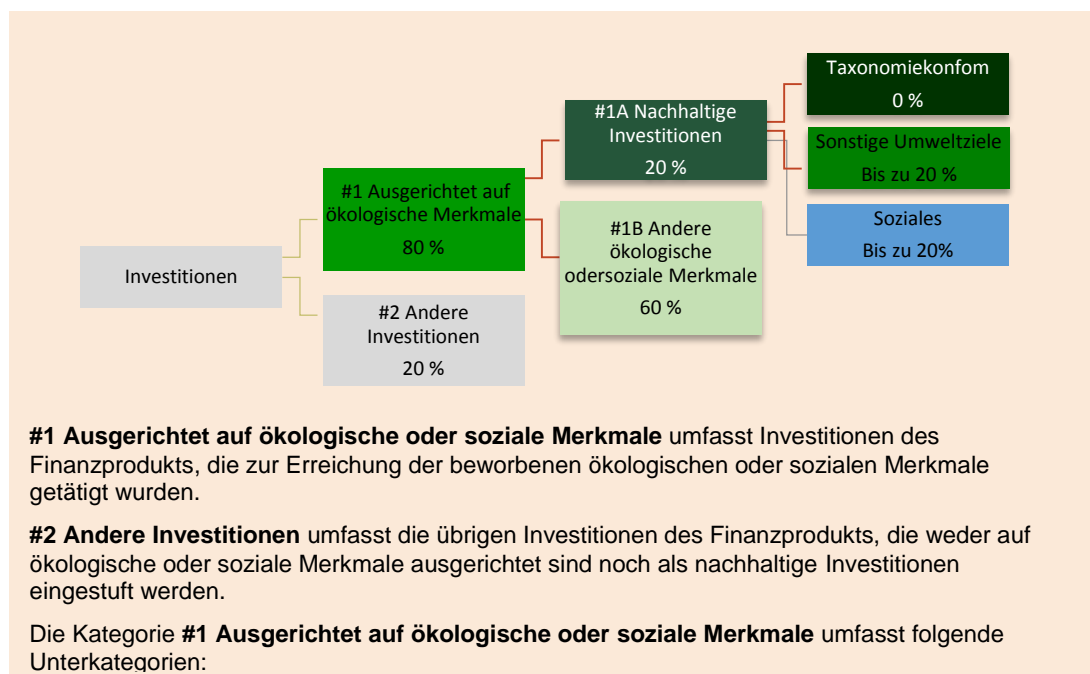 Investitionen
#1 Ausgerichtet auf
ökologische Merkmale
80 %
#2 Andere
Investitionen
20 %
#1A Nachhaltige
Investitionen
20 %
#1B Andere
ökologische
odersoziale Merkmale
60 %
Taxonomiekonfom
0 %
Sonstige Umweltziele
Bis zu 20 %
Soziales
Bis zu 20%
#1 Ausgerichtet auf ökologische oder soziale Merkmale umfasst Investitionen des
Finanzprodukts, die zur Erreichung der beworbenen ökologischen oder sozialen Merkmale
getätigt wurden.
#2 Andere Investitionen umfasst die übrigen Investitionen des Finanzprodukts, die weder auf
ökologische oder soziale Merkmale ausgerichtet sind noch als nachhaltige Investitionen
eingestuft werden.
Die Kategorie #1 Ausgerichtet auf ökologische oder soziale Merkmale umfasst folgende
Unterkategorien: